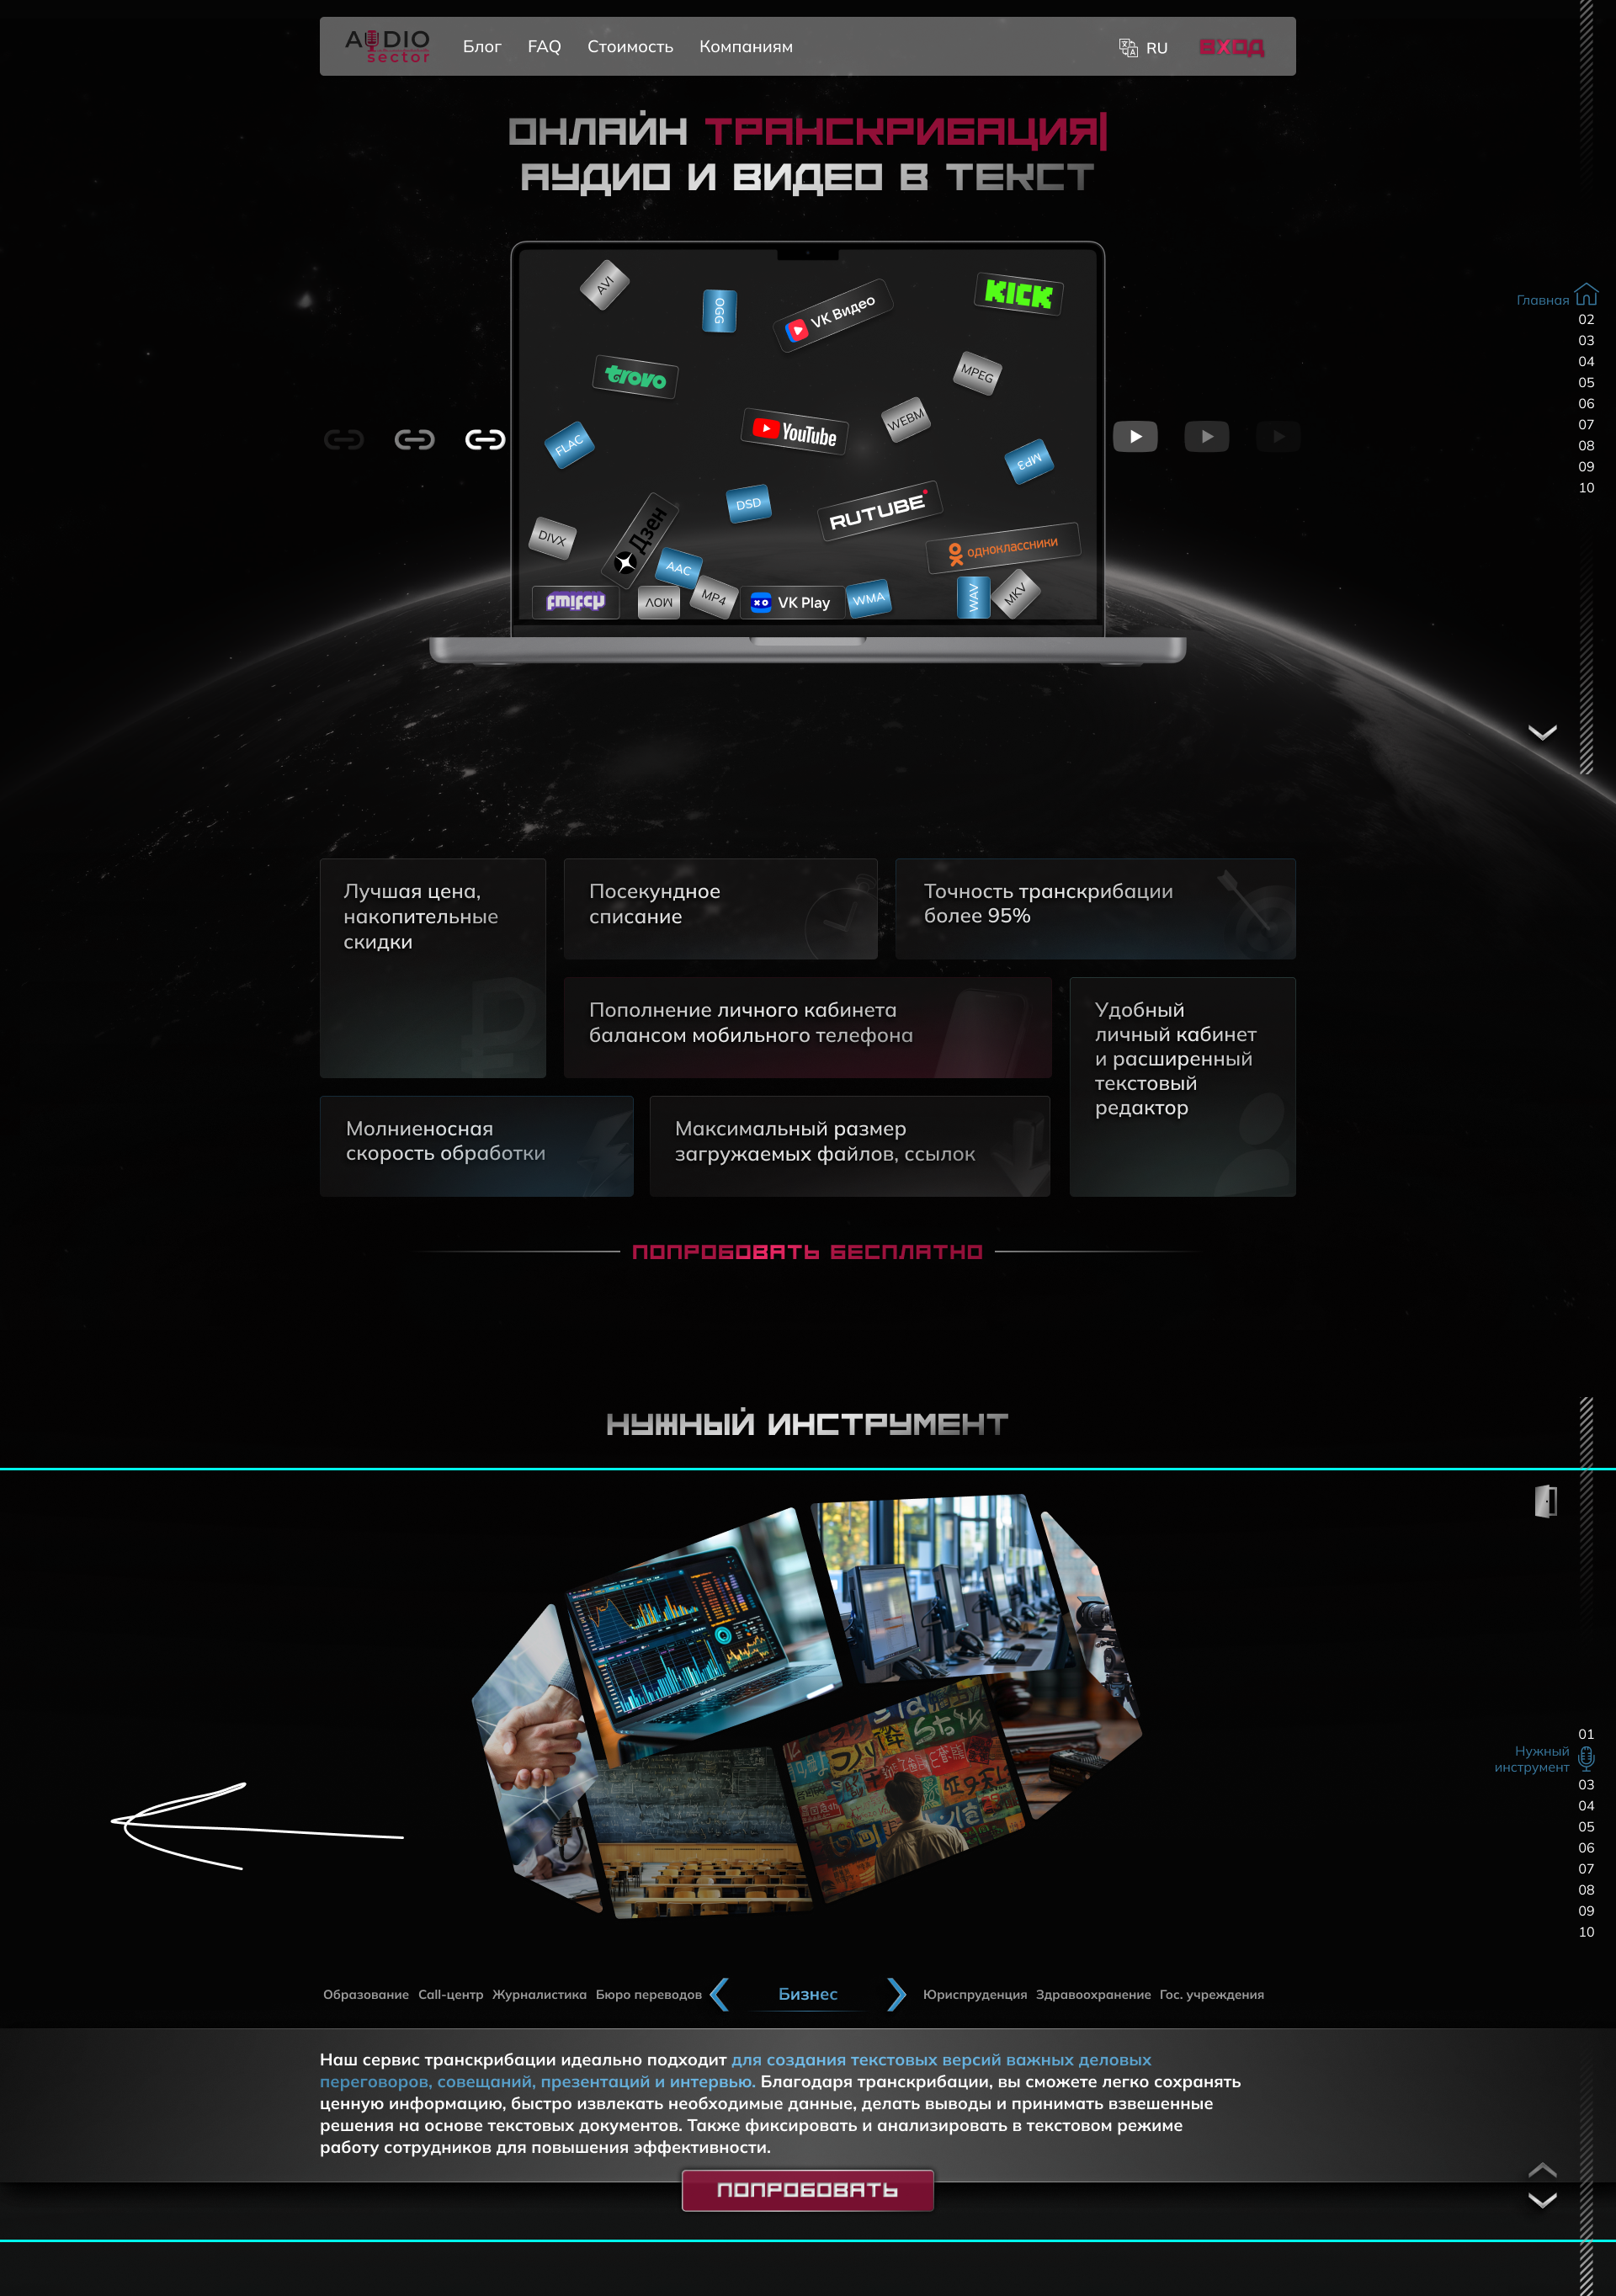 AUDIO
sector
Блог FAQ Стоимость Компаниям
RU
ВХОД
ОНЛАЙН ТРАНСКРИБАЦИЯ|
АУДИО И ВИДЕО В ТЕКСТ
AVI
OGG
VK Видео
KICK
trovo
MPEG
WEBM
YouTube
FLAC
MP3
DSD
RUTUBE
DIVX
Дзен
одноклассники
AAC
MOV
MP4
VK Play
WMA
WAV
MKV
Главная
02
03
04
05
06
07
08
09
10
Лучшая цена,
накопительные
скидки
Посекундное
списание
Точность транскрибации
более 95%
Пополнение личного кабинета
балансом мобильного телефона
Удобный
личный кабинет
и расширенный
текстовый
редактор
Молниеносная
скорость обработки
Максимальный размер
загружаемых файлов, ссылок
ПОПРОБОВАТЬ БЕСПЛАТНО
НУЖНЫЙ ИНСТРУМЕНТ
01
Нужный
инструмент
03
04
05
06
07
08
09
10
Образование Call-центр Журналистика Бюро переводов Бизнес Юриспруденция Здравоохранение Гос. учреждения
Наш сервис транскрибации идеально подходит для создания текстовых версий важных деловых
переговоров, совещаний, презентаций и интервью. Благодаря транскрибации, вы сможете легко сохранять
ценную информацию, быстро извлекать необходимые данные, делать выводы и принимать взвешенные
решения на основе текстовых документов. Также фиксировать и анализировать в текстовом режиме
работу сотрудников для повышения эффективности.
ПОПРОБОВАТЬ